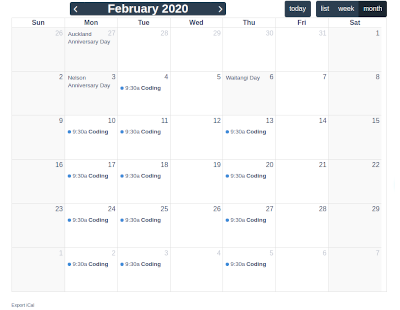 February 2020
today
list week month
Sun Mon Tue Wed Thu Fri Sat
26 27 28 29 30 31 1
Auckland
Anniversary Day
2 3 4 5 6 7 8
Nelson
Anniversary Day
9:30a Coding
Waitangi Day
9 10 11 12 13 14 15
9:30a Coding 9:30a Coding 9:30a Coding
16 17 18 19 20 21 22
9:30a Coding 9:30a Coding 9:30a Coding
23 24 25 26 27 28 29
9:30a Coding 9:30a Coding 9:30a Coding
1 2 3 4 5 6 7
9:30a Coding 9:30a Coding 9:30a Coding
Export iCal